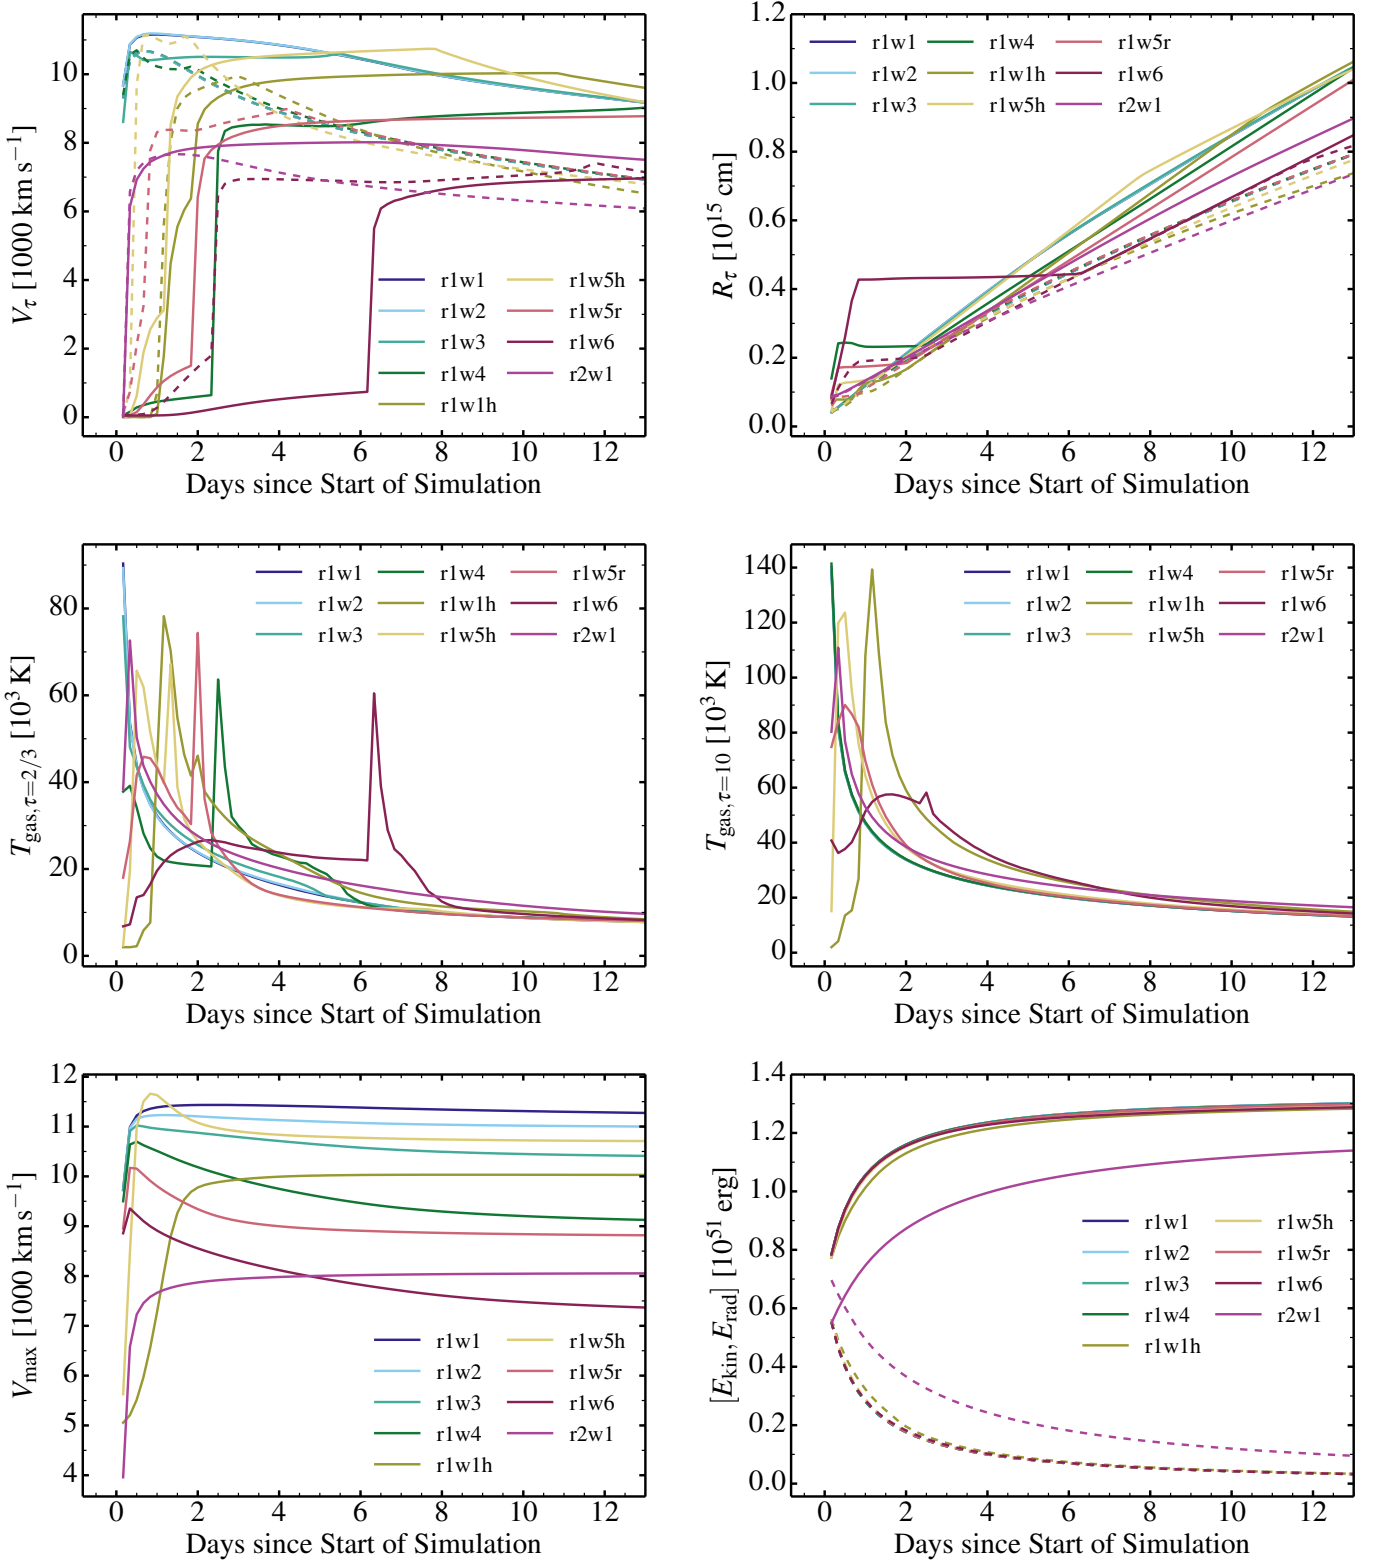 V_τ [1000 km s⁻¹]
10
8
6
4
2
0
r1w1
r1w2
r1w3
r1w4
r1w1h
r1w5h
r1w5r
r1w6
r2w1
0 2 4 6 8 10 12
Days since Start of Simulation
R_τ [10¹⁵ cm]
1.2
1.0
0.8
0.6
0.4
0.2
0.0
r1w1 r1w4 r1w5r
r1w2 r1w1h r1w6
r1w3 r1w5h r2w1
0 2 4 6 8 10 12
Days since Start of Simulation
T_gas,τ=2/3 [10³ K]
80
60
40
20
0
r1w1 r1w4 r1w5r
r1w2 r1w1h r1w6
r1w3 r1w5h r2w1
0 2 4 6 8 10 12
Days since Start of Simulation
T_gas,τ=10 [10³ K]
140
120
100
80
60
40
20
0
r1w1 r1w4 r1w5r
r1w2 r1w1h r1w6
r1w3 r1w5h r2w1
0 2 4 6 8 10 12
Days since Start of Simulation
V_max [1000 km s⁻¹]
12
11
10
9
8
7
6
5
4
r1w1
r1w2
r1w3
r1w4
r1w1h
r1w5h
r1w5r
r1w6
r2w1
0 2 4 6 8 10 12
Days since Start of Simulation
[E_kin, E_rad] [10⁵¹ erg]
1.4
1.2
1.0
0.8
0.6
0.4
0.2
0.0
r1w1
r1w2
r1w3
r1w4
r1w1h
r1w5h
r1w5r
r1w6
r2w1
0 2 4 6 8 10 12
Days since Start of Simulation